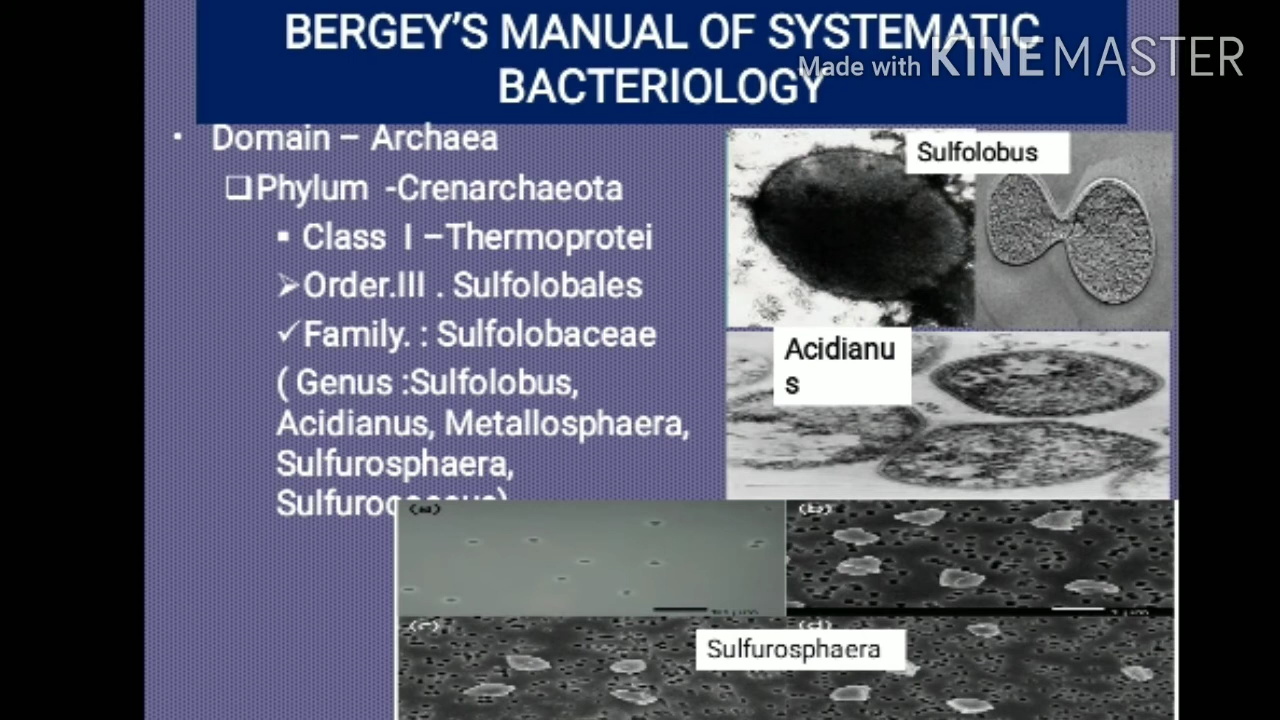 BERGEY’S MANUAL OF SYSTEMATIC
BACTERIOLOGY
Made with KINEMASTER
▪ Domain – Archaea
❑Phylum -Crenarchaeota
▪ Class I –Thermoprotei
➢Order.III . Sulfolobales
✓Family. : Sulfolobaceae
( Genus :Sulfolobus,
Acidianus, Metallosphaera,
Sulfurosphaera,
Sulfolobus
Acidianu
s
(a)
(b)
(c)
(d)
Sulfurosphaera